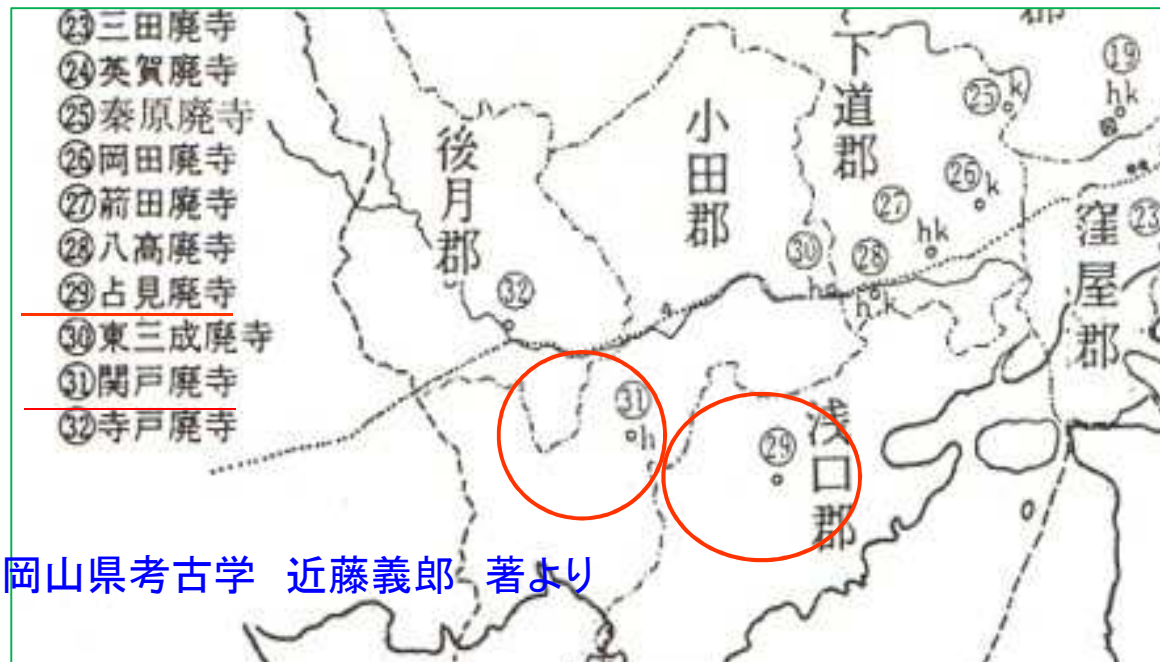 ㉓三田廃寺
㉔英賀廃寺
㉕秦原廃寺
㉖岡田廃寺
㉗箭田廃寺
㉘八高廃寺
㉙占見廃寺
㉚東三成廃寺
㉛関戸廃寺
㉜寺戸廃寺
後月郡
小田郡
下道郡
郡
窪屋郡
浅口郡
⑲
hk
㉕
k
㉖
k
㉗
hk
㉓
㉚
h
㉘
h k
㉜
㉛
h
㉙
岡山県考古学 近藤義郎 著より